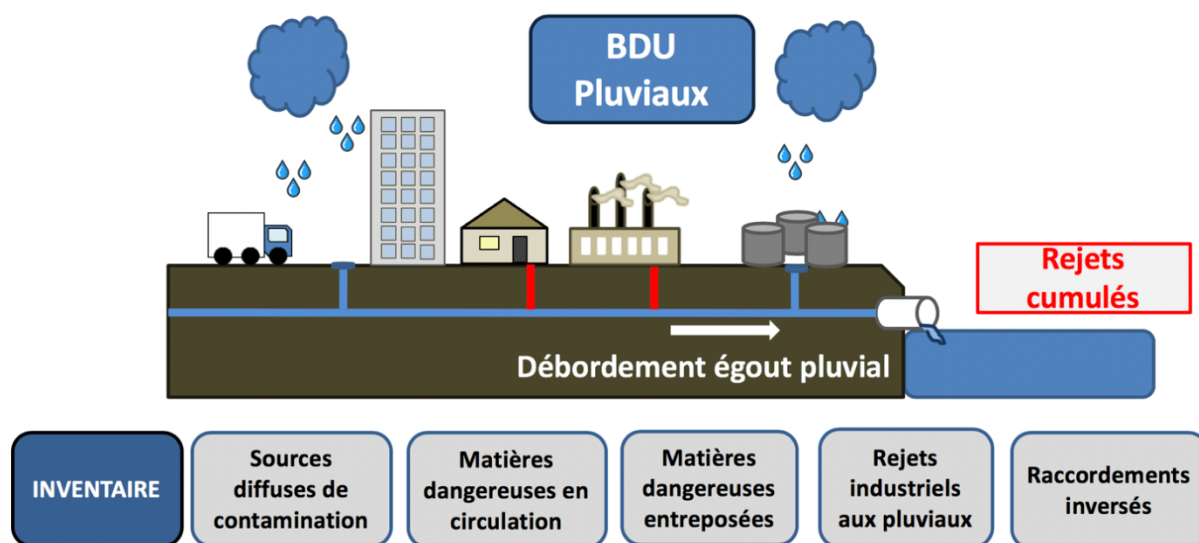 BDU
Pluviaux
Rejets
cumulés
Débordement égout pluvial
INVENTAIRE
Sources
diffuses de
contamination
Matières
dangereuses en
circulation
Matières
dangereuses
entreposées
Rejets
industriels
aux pluviaux
Raccordements
inversés